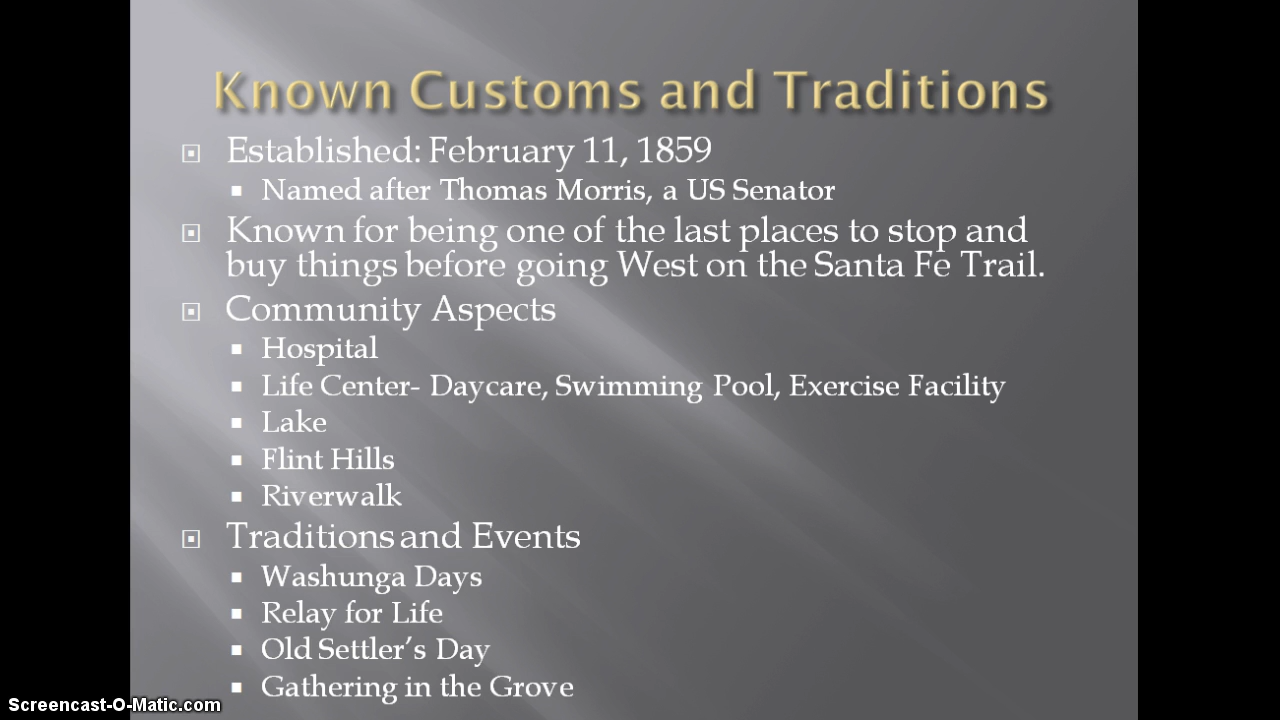 Known Customs and Traditions
Established: February 11, 1859
Named after Thomas Morris, a US Senator
Known for being one of the last places to stop and
buy things before going West on the Santa Fe Trail.
Community Aspects
Hospital
Life Center- Daycare, Swimming Pool, Exercise Facility
Lake
Flint Hills
Riverwalk
Traditions and Events
Washunga Days
Relay for Life
Old Settler’s Day
Gathering in the Grove
Screencast-O-Matic.com